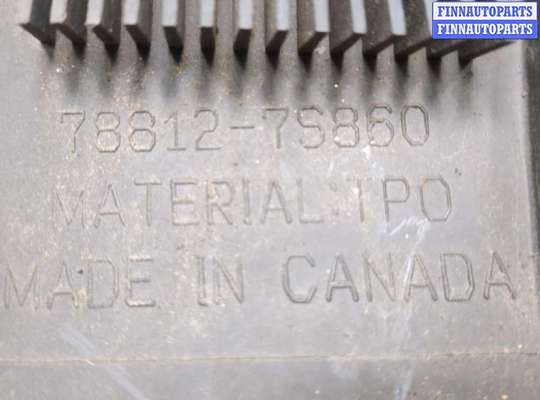 FINNAUTOPARTS
FINNAUTOPARTS
78812-7S860
MATERIAL:TPO
MADE IN CANADA